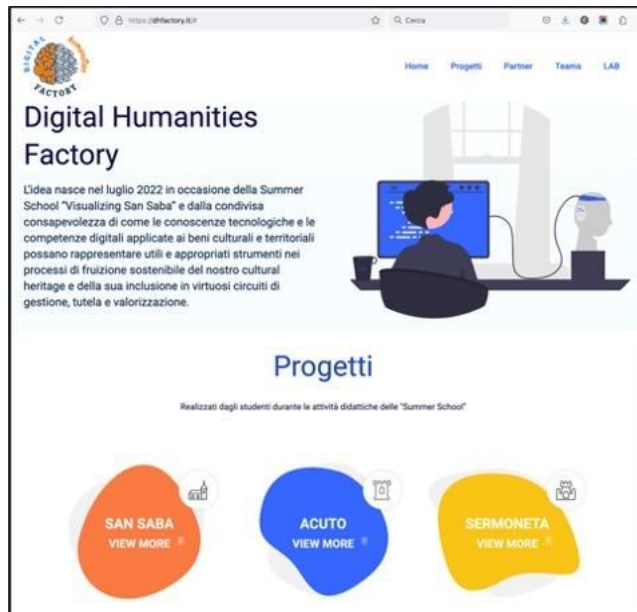 https://dhfactory.it/#
Cerca
DIGITAL humanities
FACTORY
Home Progetti Partner Teams LAB
Digital Humanities
Factory
L'idea nasce nel luglio 2022 in occasione della Summer
School "Visualizing San Saba" e dalla condivisa
consapevolezza di come le conoscenze tecnologiche e le
competenze digitali applicate ai beni culturali e territoriali
possano rappresentare utili e appropriati strumenti nei
processi di fruizione sostenibile del nostro cultural
heritage e della sua inclusione in virtuosi circuiti di
gestione, tutela e valorizzazione.
Progetti
Realizzati dagli studenti durante le attività didattiche delle "Summer School"
SAN SABA
VIEW MORE
ACUTO
VIEW MORE
SERMONETA
VIEW MORE